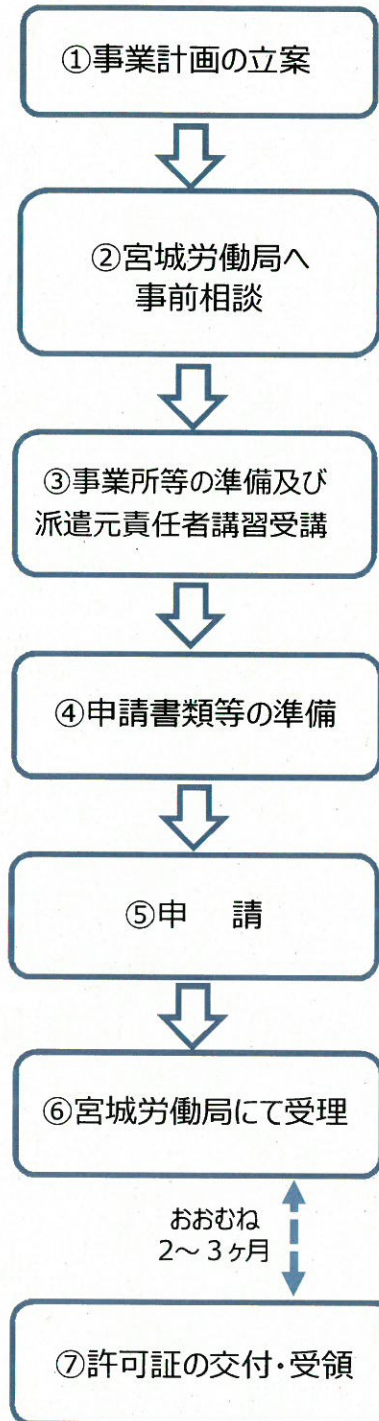 ①事業計画の立案
②宮城労働局へ
事前相談
③事業所等の準備及び
派遣元責任者講習受講
④申請書類等の準備
⑤申　請
⑥宮城労働局にて受理
おおむね
2～3ヶ月
⑦許可証の交付・受領